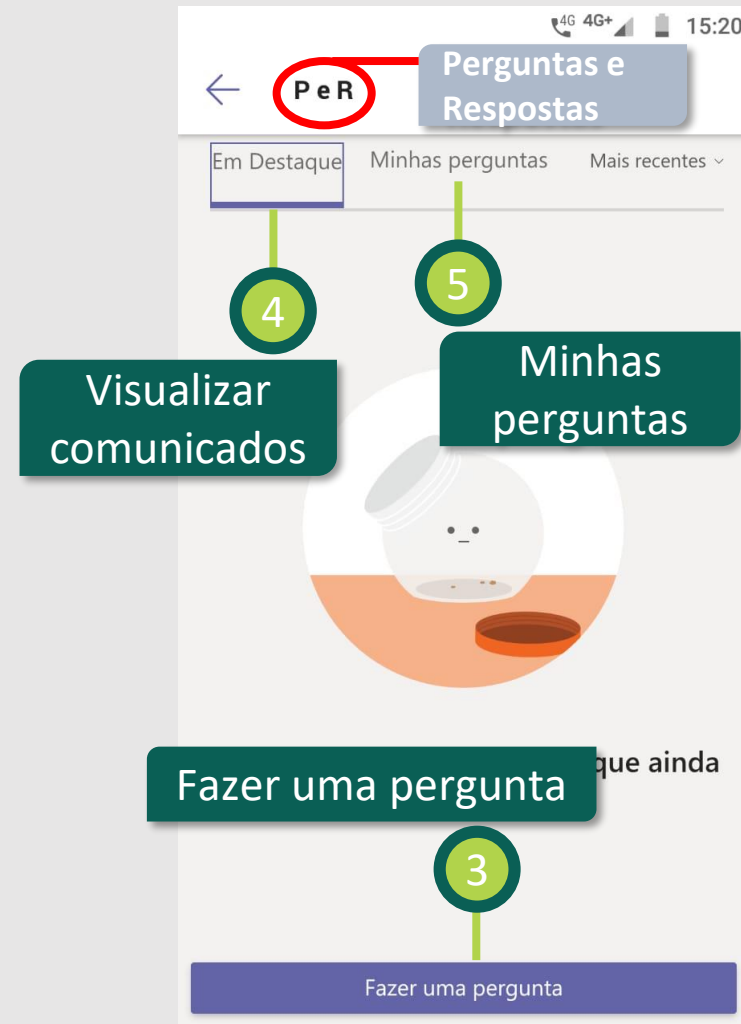 4G 4G+ 15:20
P e R
Perguntas e
Respostas
Em Destaque Minhas perguntas Mais recentes
4
5
Visualizar
comunicados
Minhas
perguntas
que ainda
Fazer uma pergunta
3
Fazer uma pergunta